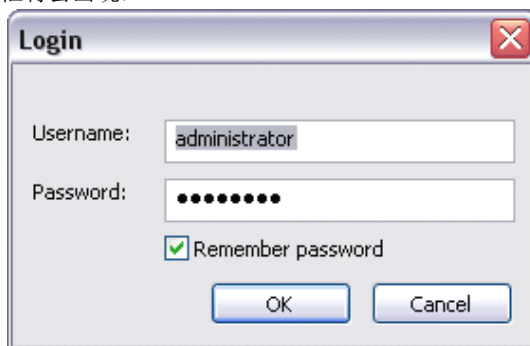 Login
Username: administrator
Password: ●●●●●●●●
Remember password
OK Cancel